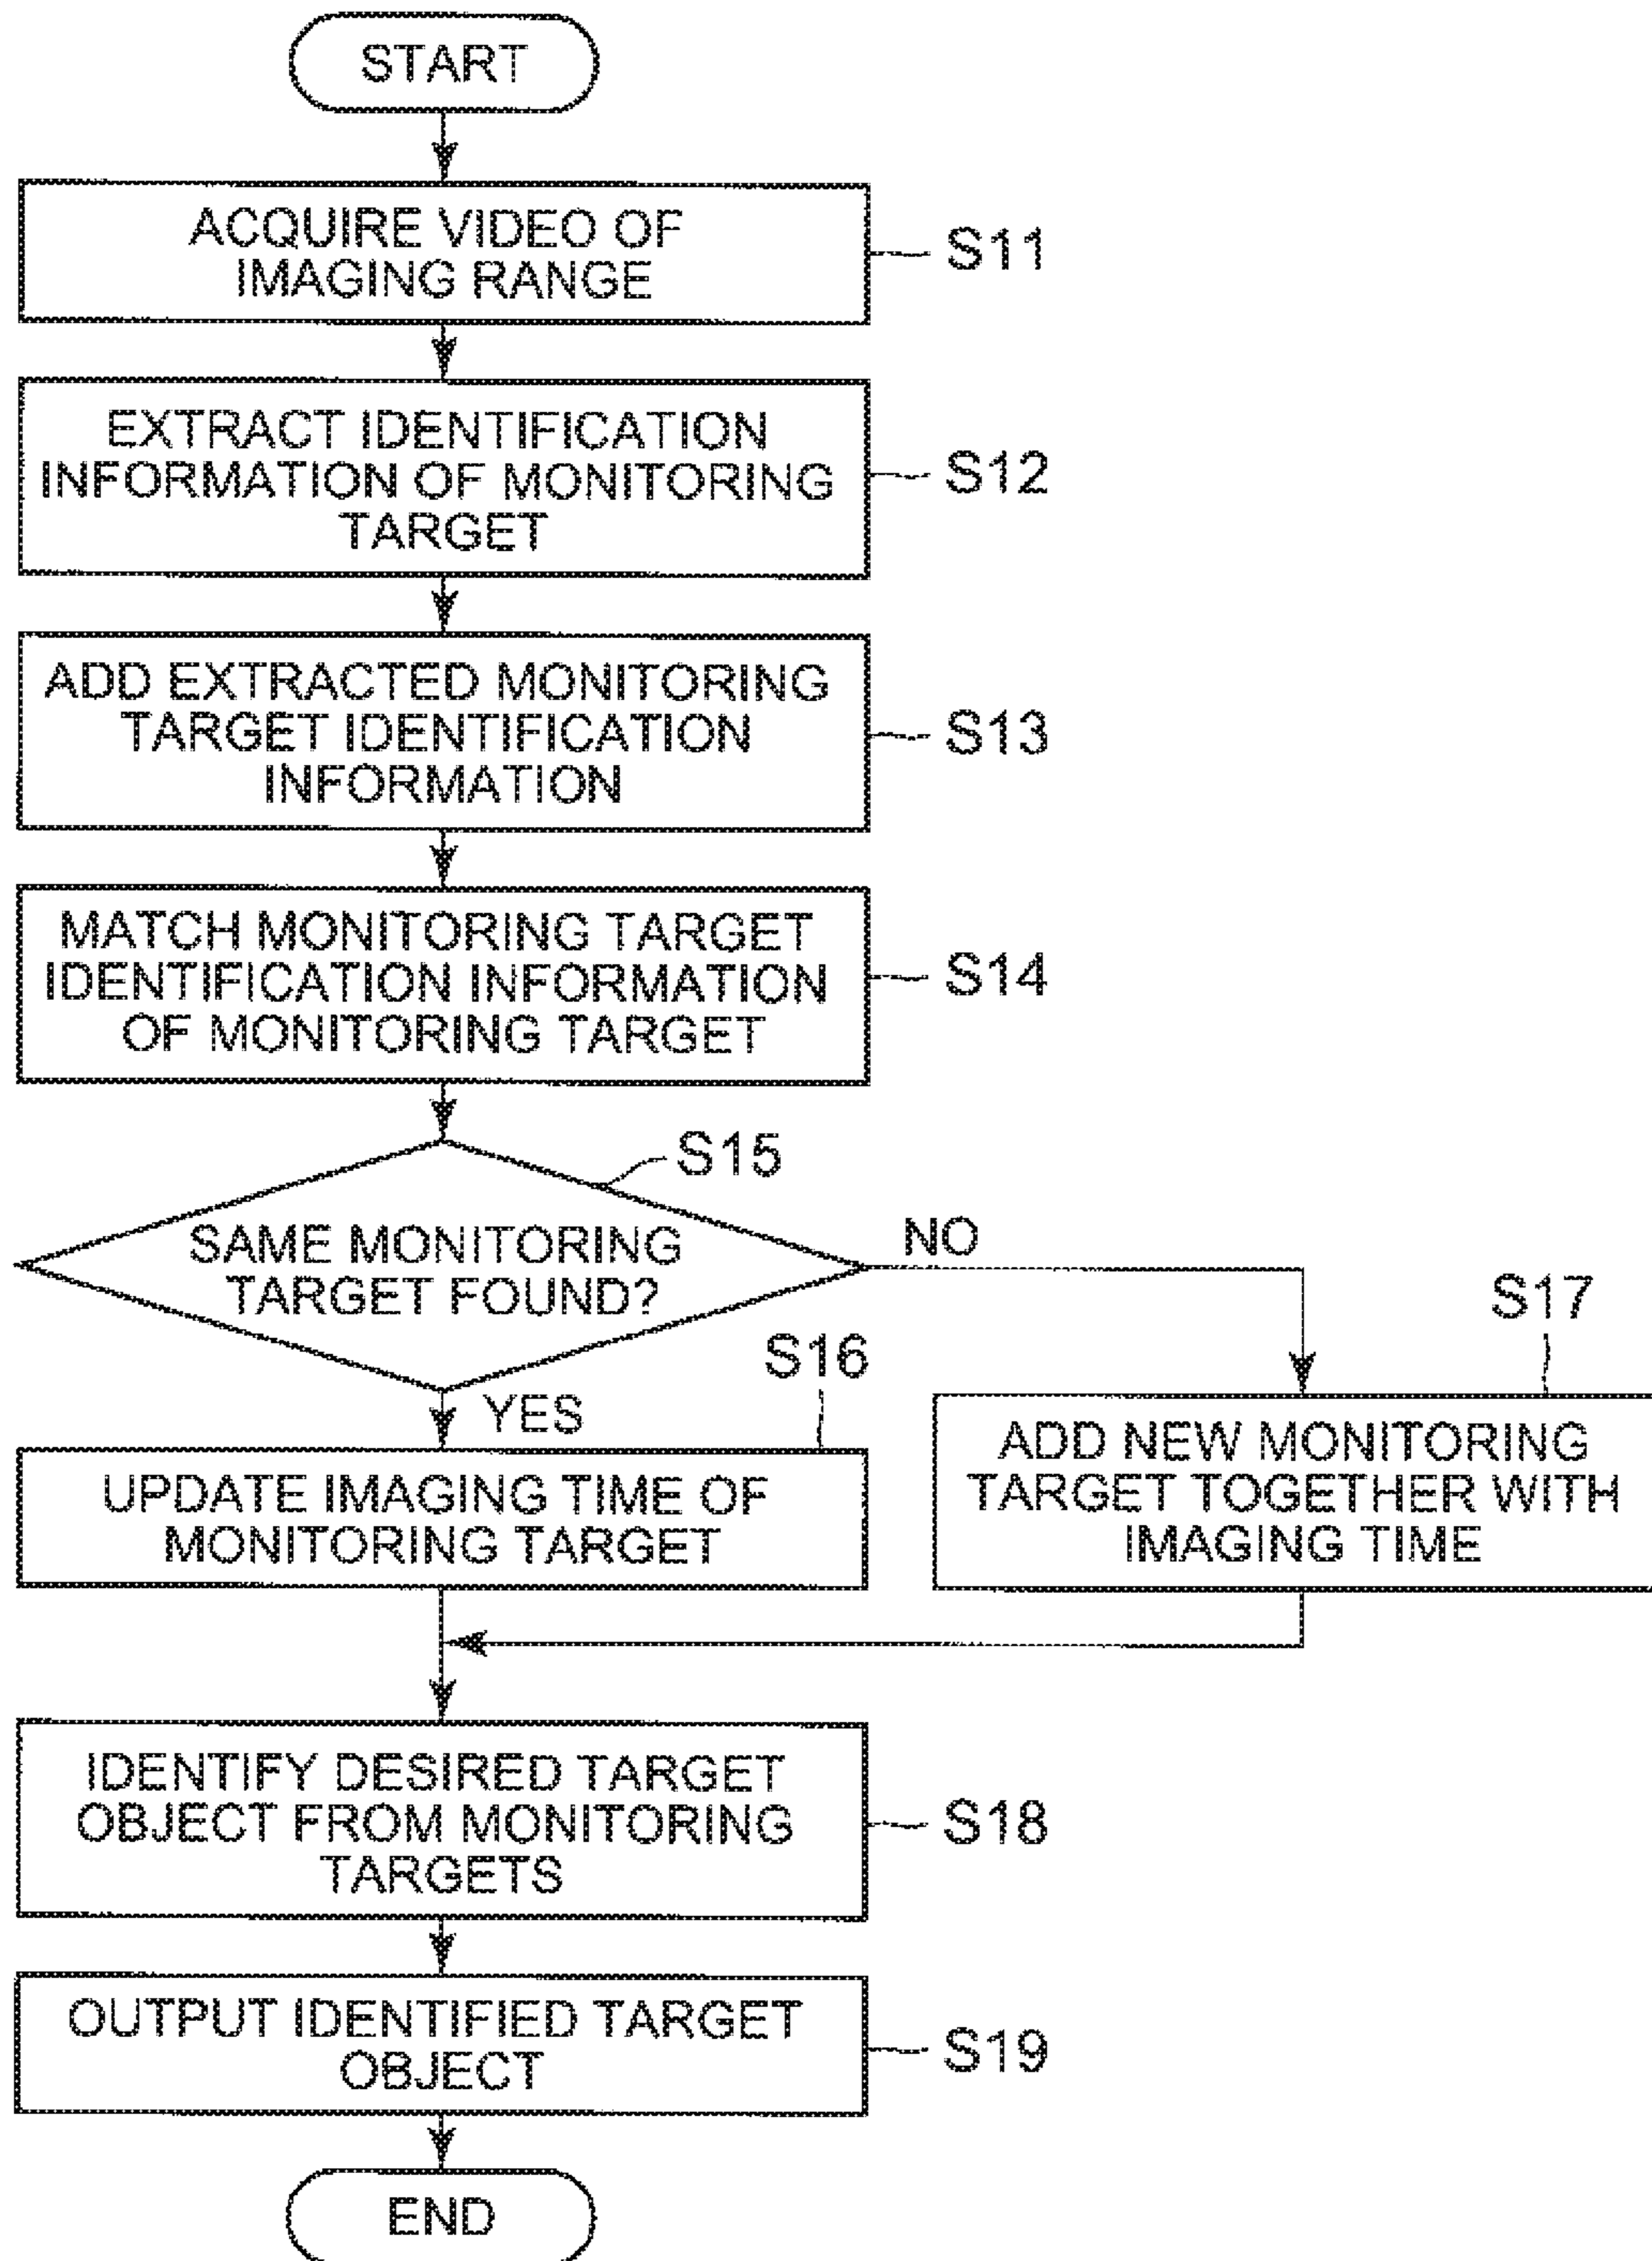 START
ACQUIRE VIDEO OF
IMAGING RANGE
S11
EXTRACT IDENTIFICATION
INFORMATION OF MONITORING
TARGET
S12
ADD EXTRACTED MONITORING
TARGET IDENTIFICATION
INFORMATION
S13
MATCH MONITORING TARGET
IDENTIFICATION INFORMATION
OF MONITORING TARGET
S14
S15
SAME MONITORING
TARGET FOUND?
NO
YES
S16
UPDATE IMAGING TIME OF
MONITORING TARGET
S17
ADD NEW MONITORING
TARGET TOGETHER WITH
IMAGING TIME
IDENTIFY DESIRED TARGET
OBJECT FROM MONITORING
TARGETS
S18
OUTPUT IDENTIFIED TARGET
OBJECT
S19
END